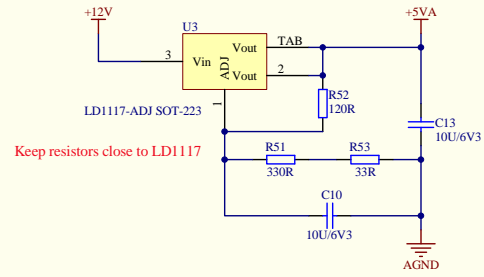 +12V
+5VA
U3
Vout
TAB
3
Vin
ADJ
Vout
2
1
R52
120R
LD1117-ADJ SOT-223
C13
10U/6V3
Keep resistors close to LD1117
R51
R53
330R
33R
C10
10U/6V3
AGND